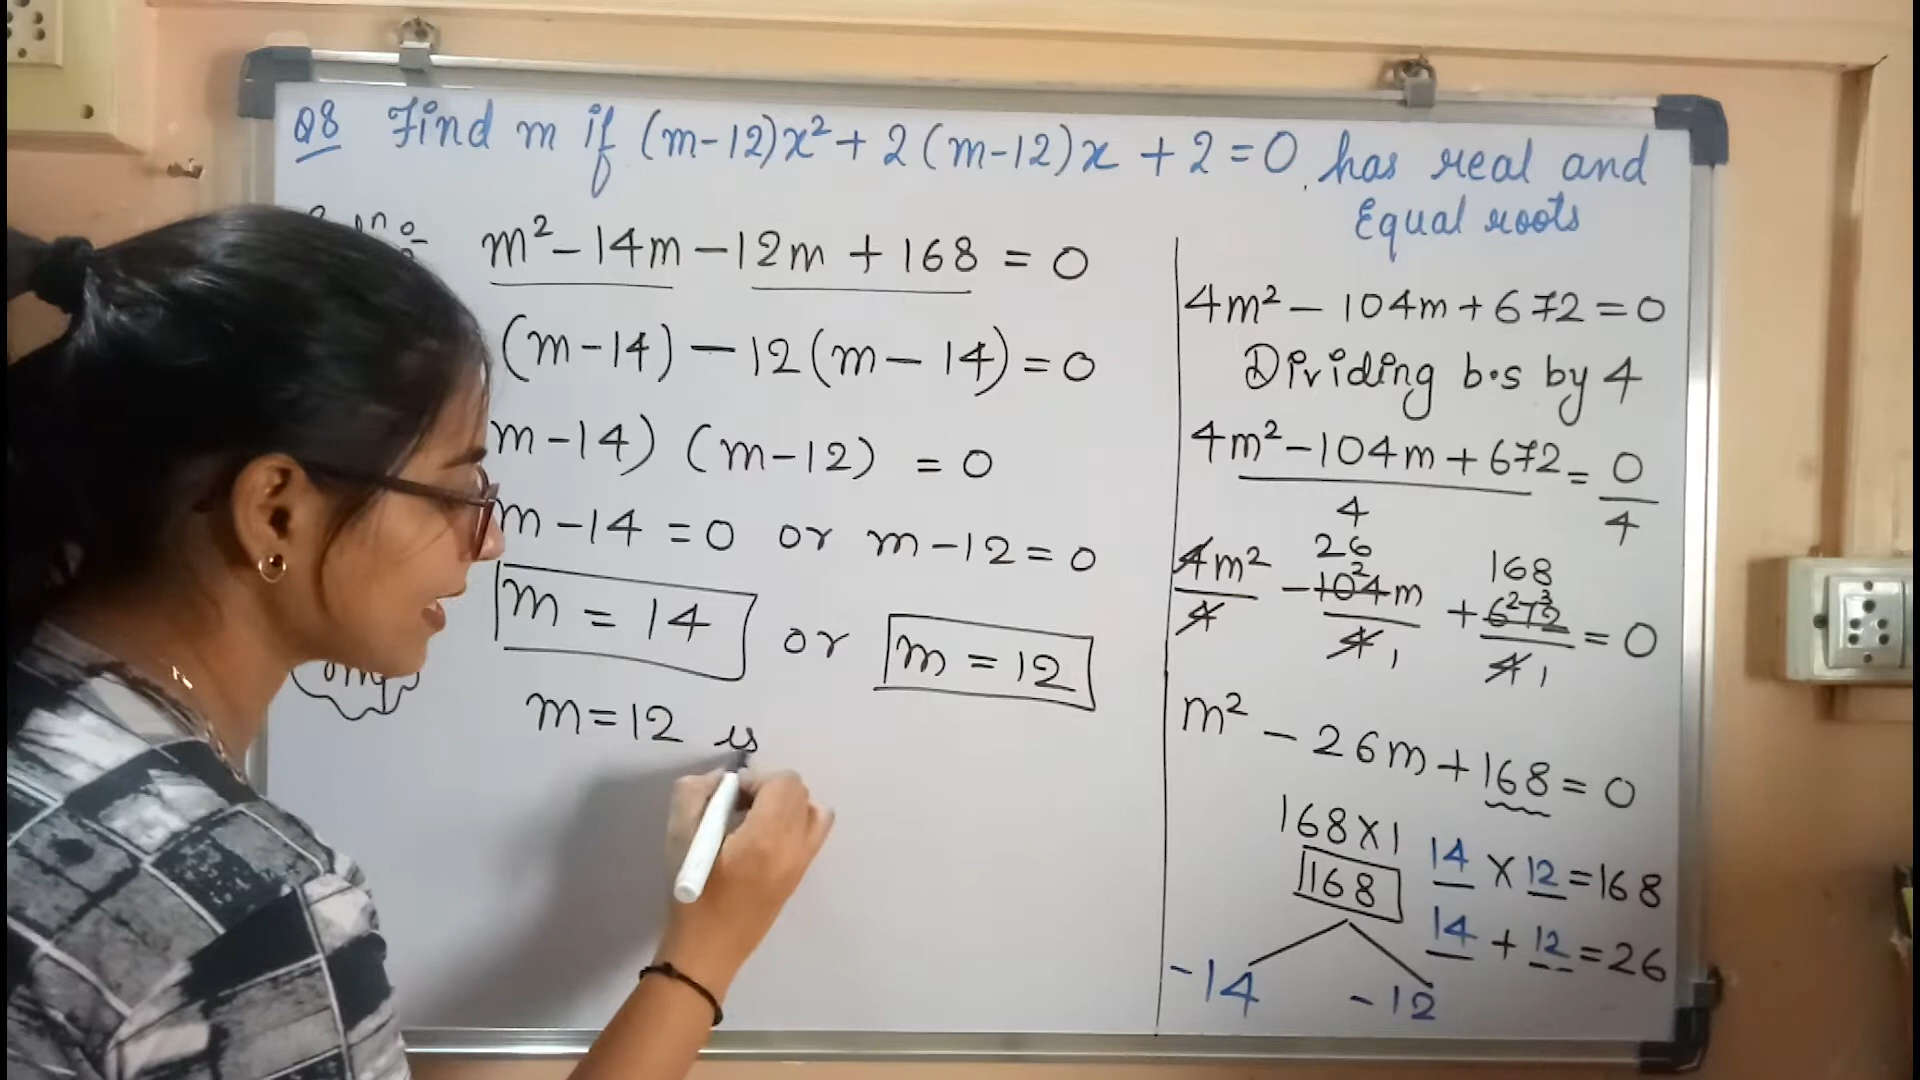 Q8 Find m if (m-12)x² + 2(m-12)x + 2 = 0. has real and
Equal roots
m² - 14m - 12m + 168 = 0
(m-14) - 12(m - 14) = 0
m-14) (m-12) = 0
m - 14 = 0 or m - 12 = 0
m = 14 or m = 12
m = 12 is
4m² - 104m + 672 = 0
Dividing b.s by 4
4m² - 104m + 672 = 0
4 4
26 168
4m² - 104m + 672 = 0
4 4 1 4 1
m² - 26m + 168 = 0
168 X 1
168
14 X 12 = 168
14 + 12 = 26
-14 -12